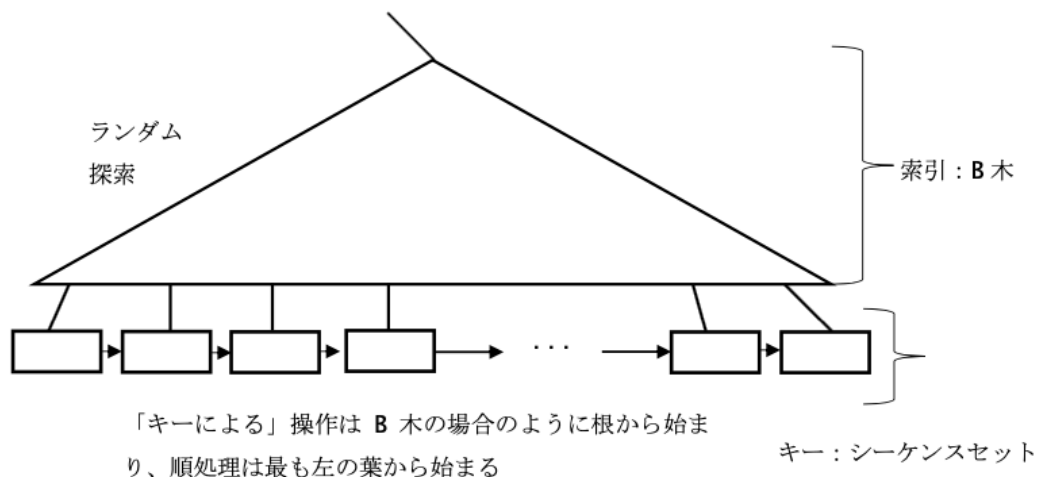 ランダム
探索
索引：B 木
. . .
「キーによる」操作は B 木の場合のように根から始ま
り、順処理は最も左の葉から始まる
キー：シーケンスセット